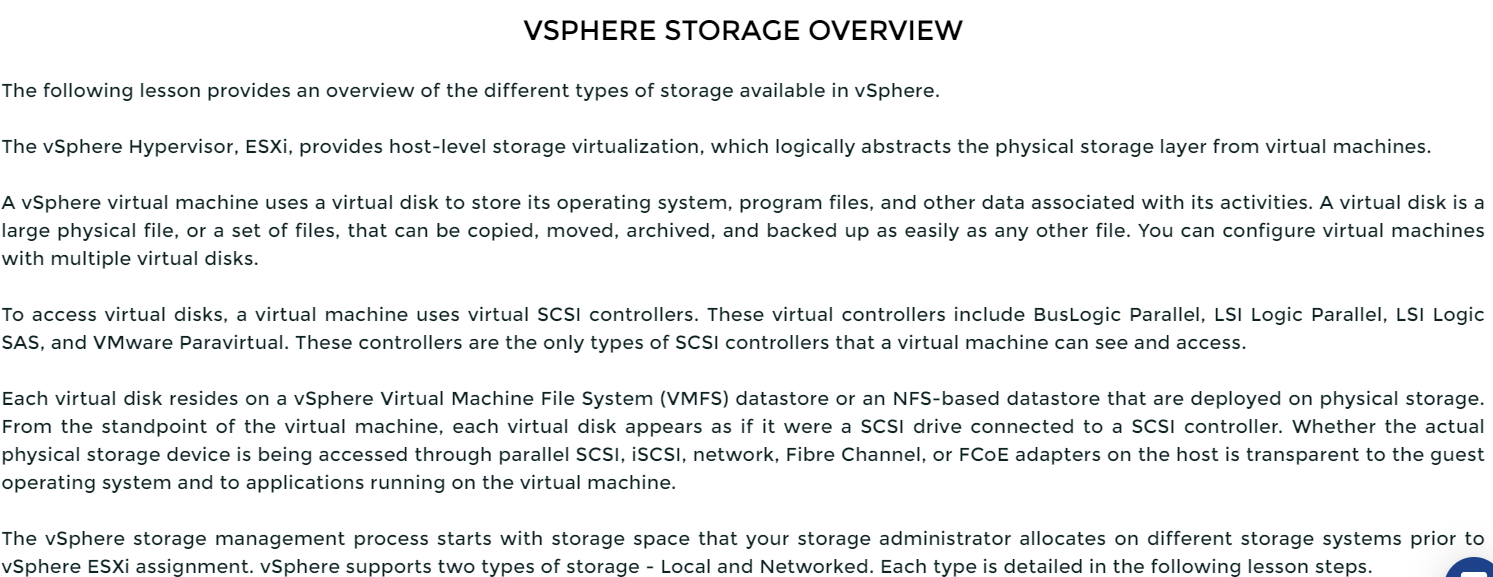 VSPHERE STORAGE OVERVIEW
The following lesson provides an overview of the different types of storage available in vSphere.
The vSphere Hypervisor, ESXi, provides host-level storage virtualization, which logically abstracts the physical storage layer from virtual machines.
A vSphere virtual machine uses a virtual disk to store its operating system, program files, and other data associated with its activities. A virtual disk is a
large physical file, or a set of files, that can be copied, moved, archived, and backed up as easily as any other file. You can configure virtual machines
with multiple virtual disks.
To access virtual disks, a virtual machine uses virtual SCSI controllers. These virtual controllers include BusLogic Parallel, LSI Logic Parallel, LSI Logic
SAS, and VMware Paravirtual. These controllers are the only types of SCSI controllers that a virtual machine can see and access.
Each virtual disk resides on a vSphere Virtual Machine File System (VMFS) datastore or an NFS-based datastore that are deployed on physical storage.
From the standpoint of the virtual machine, each virtual disk appears as if it were a SCSI drive connected to a SCSI controller. Whether the actual
physical storage device is being accessed through parallel SCSI, iSCSI, network, Fibre Channel, or FCoE adapters on the host is transparent to the guest
operating system and to applications running on the virtual machine.
The vSphere storage management process starts with storage space that your storage administrator allocates on different storage systems prior to
vSphere ESXi assignment. vSphere supports two types of storage - Local and Networked. Each type is detailed in the following lesson steps.